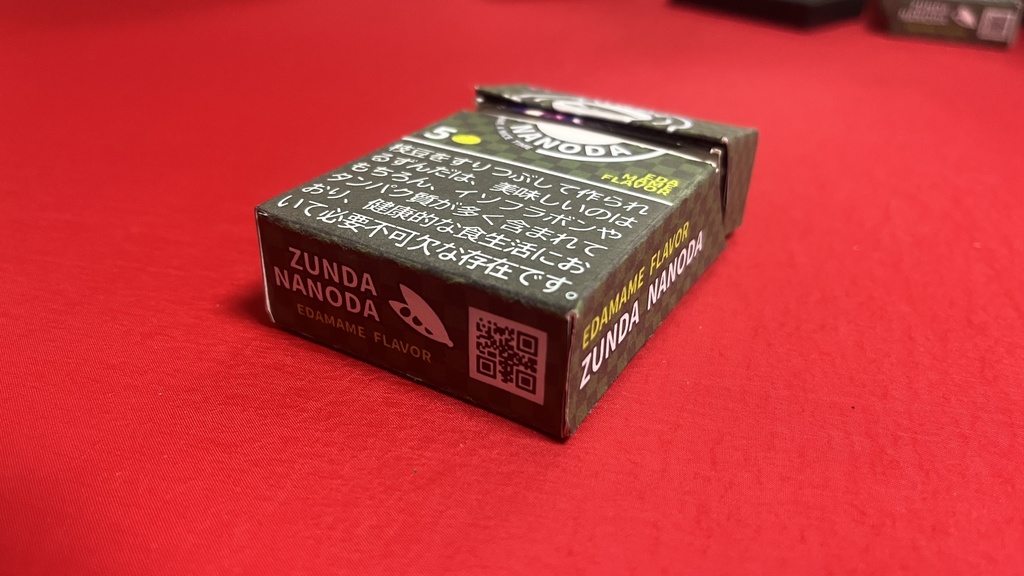 NANODA
5
EDA
FLAVOR
枝豆をすりつぶして作られ
るずんだは、美味しいのは
もちろん、イソフラボンや
タンパク質が多く含まれて
おり、健康的な食生活にお
いて必要不可欠な存在です。
ZUNDA
NANODA
EDAMAME FLAVOR
EDAMAME FLAVOR
ZUNDA NANODA